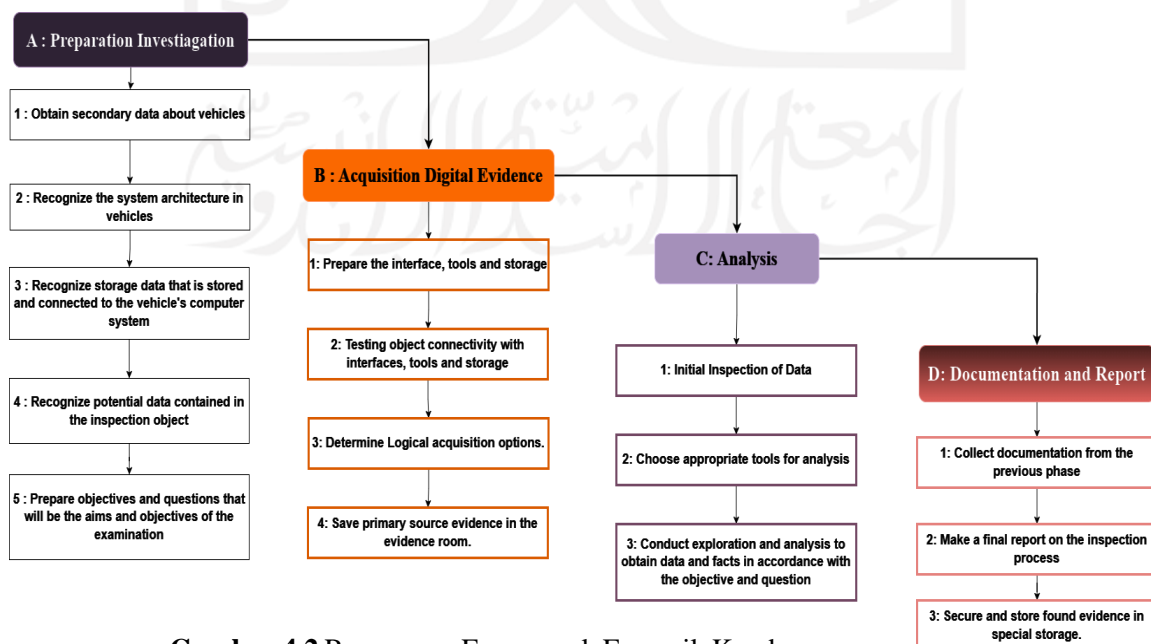 A : Preparation Investiagation
1 : Obtain secondary data about vehicles
2 : Recognize the system architecture in
vehicles
3 : Recognize storage data that is stored
and connected to the vehicle's computer
system
4 : Recognize potential data contained in
the inspection object
5 : Prepare objectives and questions that
will be the aims and objectives of the
examination
B : Acquisition Digital Evidence
1: Prepare the interface, tools and storage
2: Testing object connectivity with
interfaces, tools and storage
3: Determine Logical acquisition options.
4: Save primary source evidence in the
evidence room.
C: Analysis
1: Initial Inspection of Data
2: Choose appropriate tools for analysis
3: Conduct exploration and analysis to
obtain data and facts in accordance with
the objective and question
D: Documentation and Report
1: Collect documentation from the
previous phase
2: Make a final report on the inspection
process
3: Secure and store found evidence in
special storage.
4.2